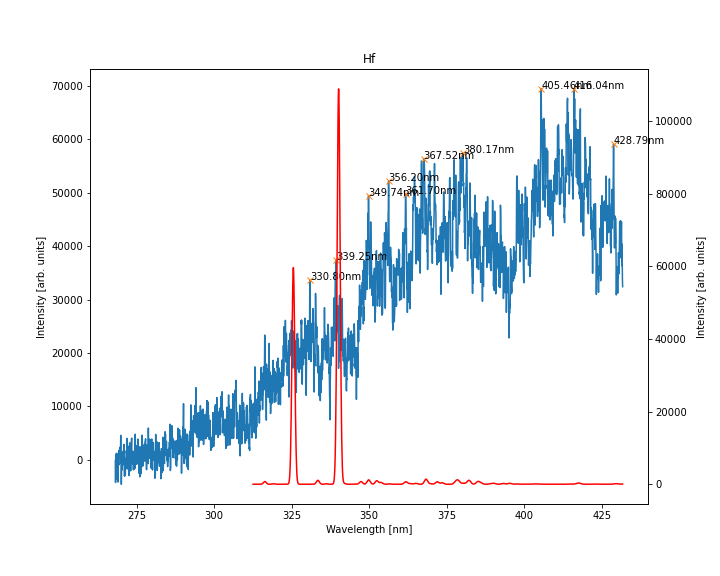 Hf
70000
60000
50000
40000
30000
20000
10000
0
Intensity [arb. units]
405.46nm
416.04nm
428.79nm
380.17nm
367.52nm
356.20nm
349.74nm
361.70nm
339.25nm
330.80nm
100000
80000
60000
40000
20000
0
Intensity [arb. units]
275
300
325
350
375
400
425
Wavelength [nm]